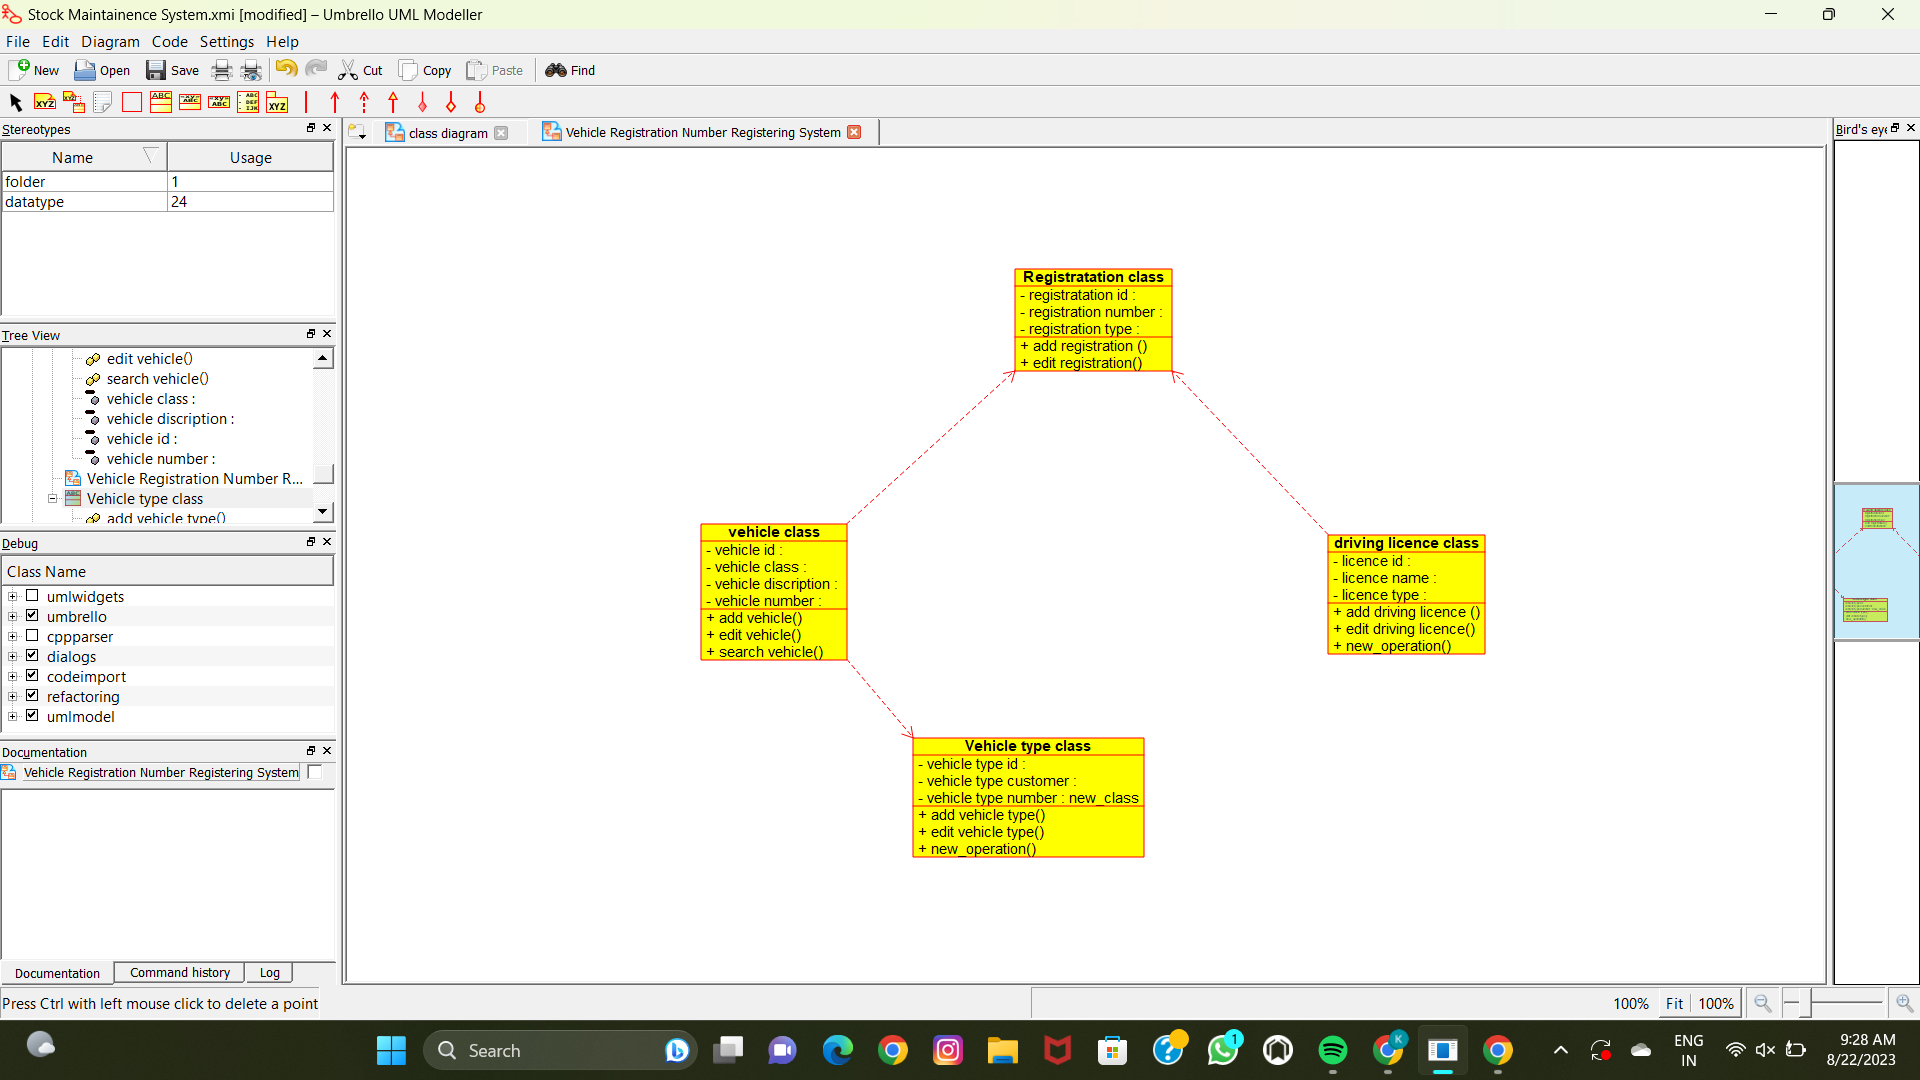 Stock Maintainence System.xmi [modified] – Umbrello UML Modeller
File Edit Diagram Code Settings Help
New Open Save Cut Copy Paste Find
Stereotypes
Name Usage
folder 1
datatype 24
Tree View
edit vehicle()
search vehicle()
vehicle class :
vehicle discription :
vehicle id :
vehicle number :
Vehicle Registration Number R...
Vehicle type class
add vehicle type()
Debug
Class Name
umlwidgets
umbrello
cppparser
dialogs
codeimport
refactoring
umlmodel
Documentation
Vehicle Registration Number Registering System
Documentation Command history Log
Press Ctrl with left mouse click to delete a point
class diagram
Vehicle Registration Number Registering System
Registratation class
- registratation id :
- registration number :
- registration type :
+ add registration ()
+ edit registration()
vehicle class
- vehicle id :
- vehicle class :
- vehicle discription :
- vehicle number :
+ add vehicle()
+ edit vehicle()
+ search vehicle()
driving licence class
- licence id :
- licence name :
- licence type :
+ add driving licence ()
+ edit driving licence()
+ new_operation()
Vehicle type class
- vehicle type id :
- vehicle type customer :
- vehicle type number : new_class
+ add vehicle type()
+ edit vehicle type()
+ new_operation()
Bird's eye
100% Fit 100%
Search
ENG
IN
9:28 AM
8/22/2023